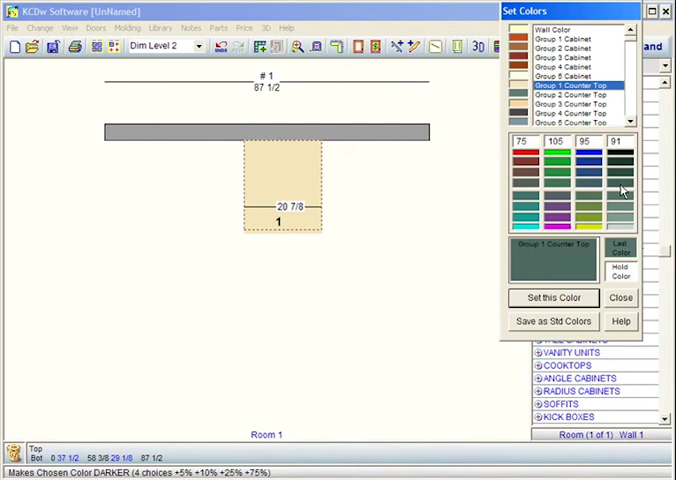 KCDw Software [UnNamed]
Set Colors
File Change View Library Notes Parts Price 3D
Dim Level 2
3D
and
Wall Color
Group 1 Cabinet
Group 2 Cabinet
Group 3 Cabinet
Group 4 Cabinet
Group 5 Cabinet
Group 1 Counter Top
Group 2 Counter Top
Group 3 Counter Top
Group 4 Counter Top
Group 5 Counter Top
# 1
87 1/2
75 105 95 91
20 7/8
1
Group 1 Counter Top
Last Color
Hold Color
Set this Color
Close
Save as Std Colors
Help
VANITY UNITS
COOKTOPS
ANGLE CABINETS
RADIUS CABINETS
SOFFITS
KICK BOXES
Room 1
Room (1 of 1) Wall 1
Top
Bot 0 37 1/2 58 3/8 29 1/8 87 1/2
Makes Chosen Color DARKER (4 choices +5% +10% +25% +75%)